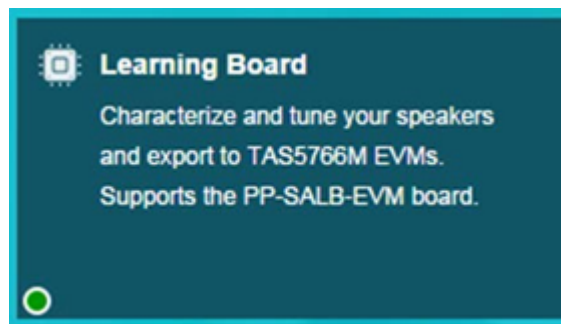 Learning Board
Characterize and tune your speakers
and export to TAS5766M EVMs.
Supports the PP-SALB-EVM board.